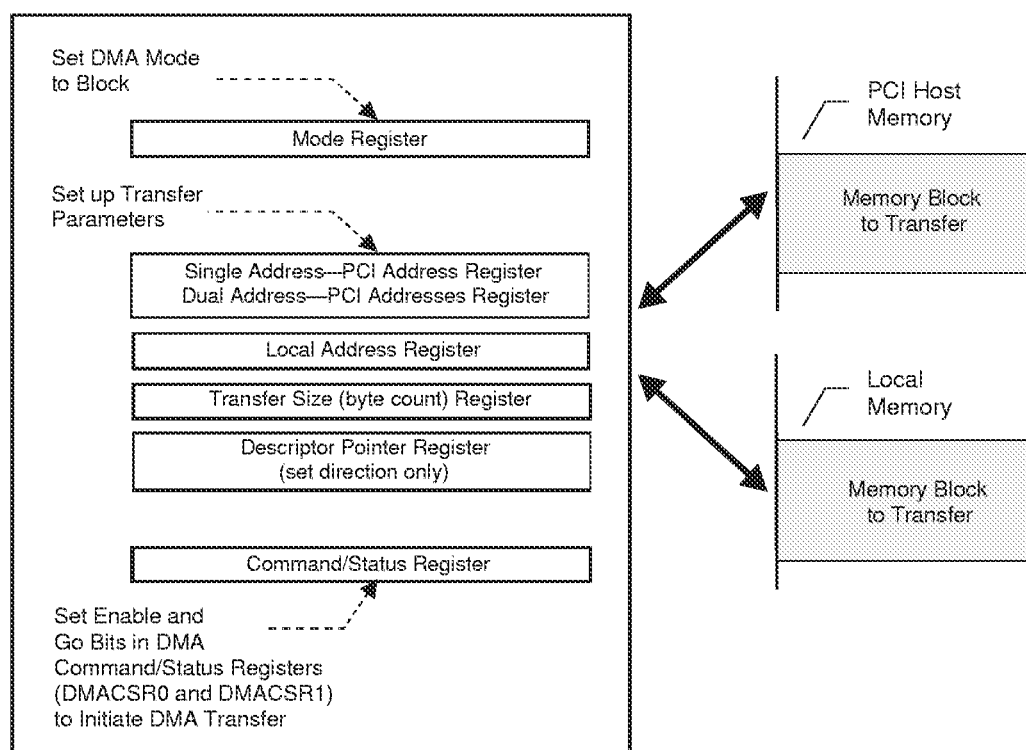 Set DMA Mode
to Block
Mode Register
Set up Transfer
Parameters
Single Address—PCI Address Register
Dual Address—PCI Addresses Register
Local Address Register
Transfer Size (byte count) Register
Descriptor Pointer Register
(set direction only)
Command/Status Register
Set Enable and
Go Bits in DMA
Command/Status Registers
(DMACSR0 and DMACSR1)
to Initiate DMA Transfer
PCI Host
Memory
Memory Block
to Transfer
Local
Memory
Memory Block
to Transfer